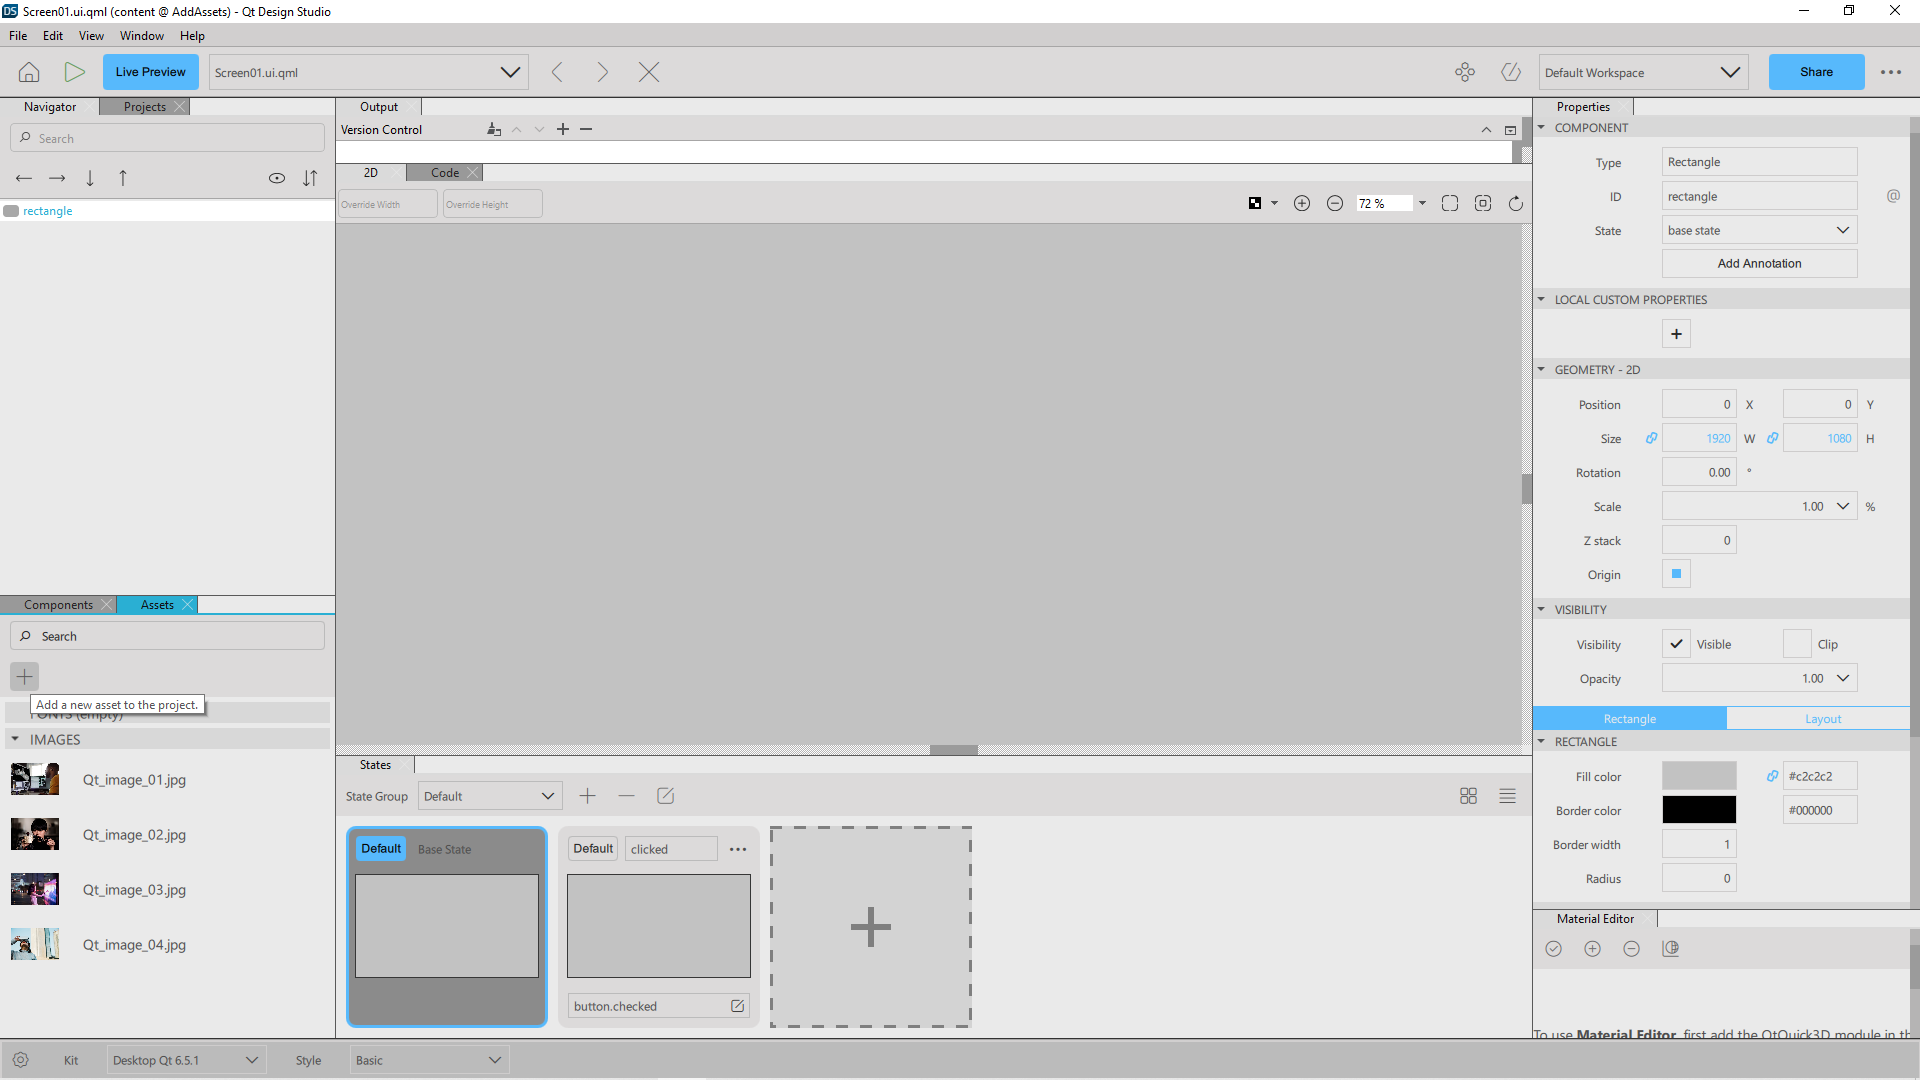 DS Screen01.ui.qml (content @ AddAssets) - Qt Design Studio
File Edit View Window Help
Live Preview Screen01.ui.qml Default Workspace Share
Navigator Projects
Search
rectangle
Components Assets
Search
Add a new asset to the project.
FONTS (empty)
IMAGES
Qt_image_01.jpg
Qt_image_02.jpg
Qt_image_03.jpg
Qt_image_04.jpg
Output
Version Control
2D Code
Override Width Override Height 72 %
States
State Group Default
Default Base State
Default clicked
button.checked
Properties
COMPONENT
Type Rectangle
ID rectangle @
State base state
Add Annotation
LOCAL CUSTOM PROPERTIES
GEOMETRY - 2D
Position 0 X 0 Y
Size 1920 W 1080 H
Rotation 0.00 °
Scale 1.00 %
Z stack 0
Origin
VISIBILITY
Visibility Visible Clip
Opacity 1.00
Rectangle Layout
RECTANGLE
Fill color #c2c2c2
Border color #000000
Border width 1
Radius 0
Material Editor
To use Material Editor, first add the QtQuick3D module in th
Kit Desktop Qt 6.5.1 Style Basic